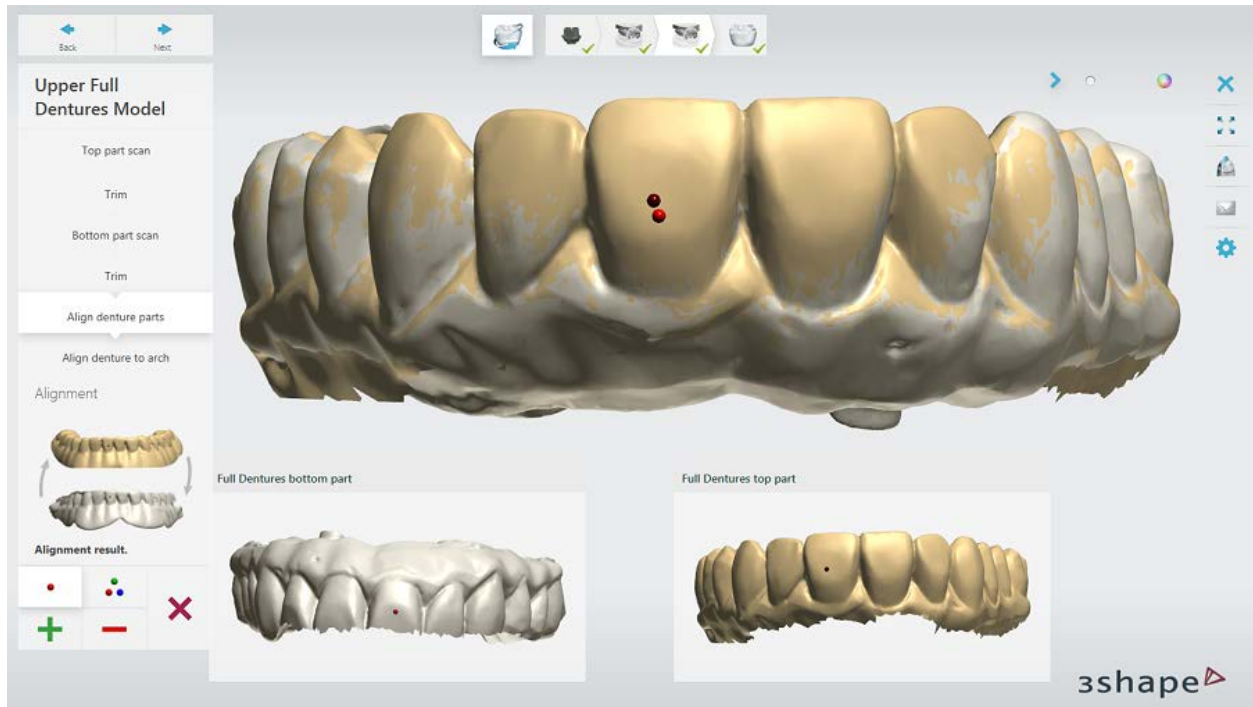 Back
Next
Upper Full
Dentures Model
Top part scan
Trim
Bottom part scan
Trim
Align denture parts
Align denture to arch
Alignment
Alignment result.
Full Dentures bottom part
Full Dentures top part
3shape